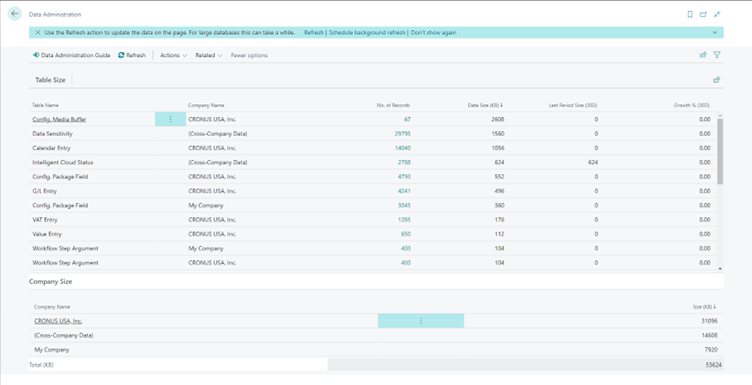 Data Administration
Use the Refresh action to update the data on the page. For large databases this can take a while. Refresh | Schedule background refresh | Don't show again
Data Administration Guide Refresh Actions Related Fewer options
Table Size
Table Name Company Name No. of Records Data Size (KB) ↓ Last Period Size (30D) Growth % (30D)
Config. Media Buffer CRONUS USA, Inc. 67 2608 0 0.00
Data Sensitivity (Cross-Company Data) 29795 1560 0 0.00
Calendar Entry CRONUS USA, Inc. 14040 1056 0 0.00
Intelligent Cloud Status (Cross-Company Data) 2788 624 624 0.00
Config. Package Field CRONUS USA, Inc. 4793 552 0 0.00
G/L Entry CRONUS USA, Inc. 4241 496 0 0.00
Config. Package Field My Company 3045 360 0 0.00
VAT Entry CRONUS USA, Inc. 1285 176 0 0.00
Value Entry CRONUS USA, Inc. 650 112 0 0.00
Workflow Step Argument My Company 403 104 0 0.00
Workflow Step Argument CRONUS USA, Inc. 403 104 0 0.00
Company Size
Company Name Size (KB) ↓
CRONUS USA, Inc. 31096
(Cross-Company Data) 14608
My Company 7920
Total (KB) 53624